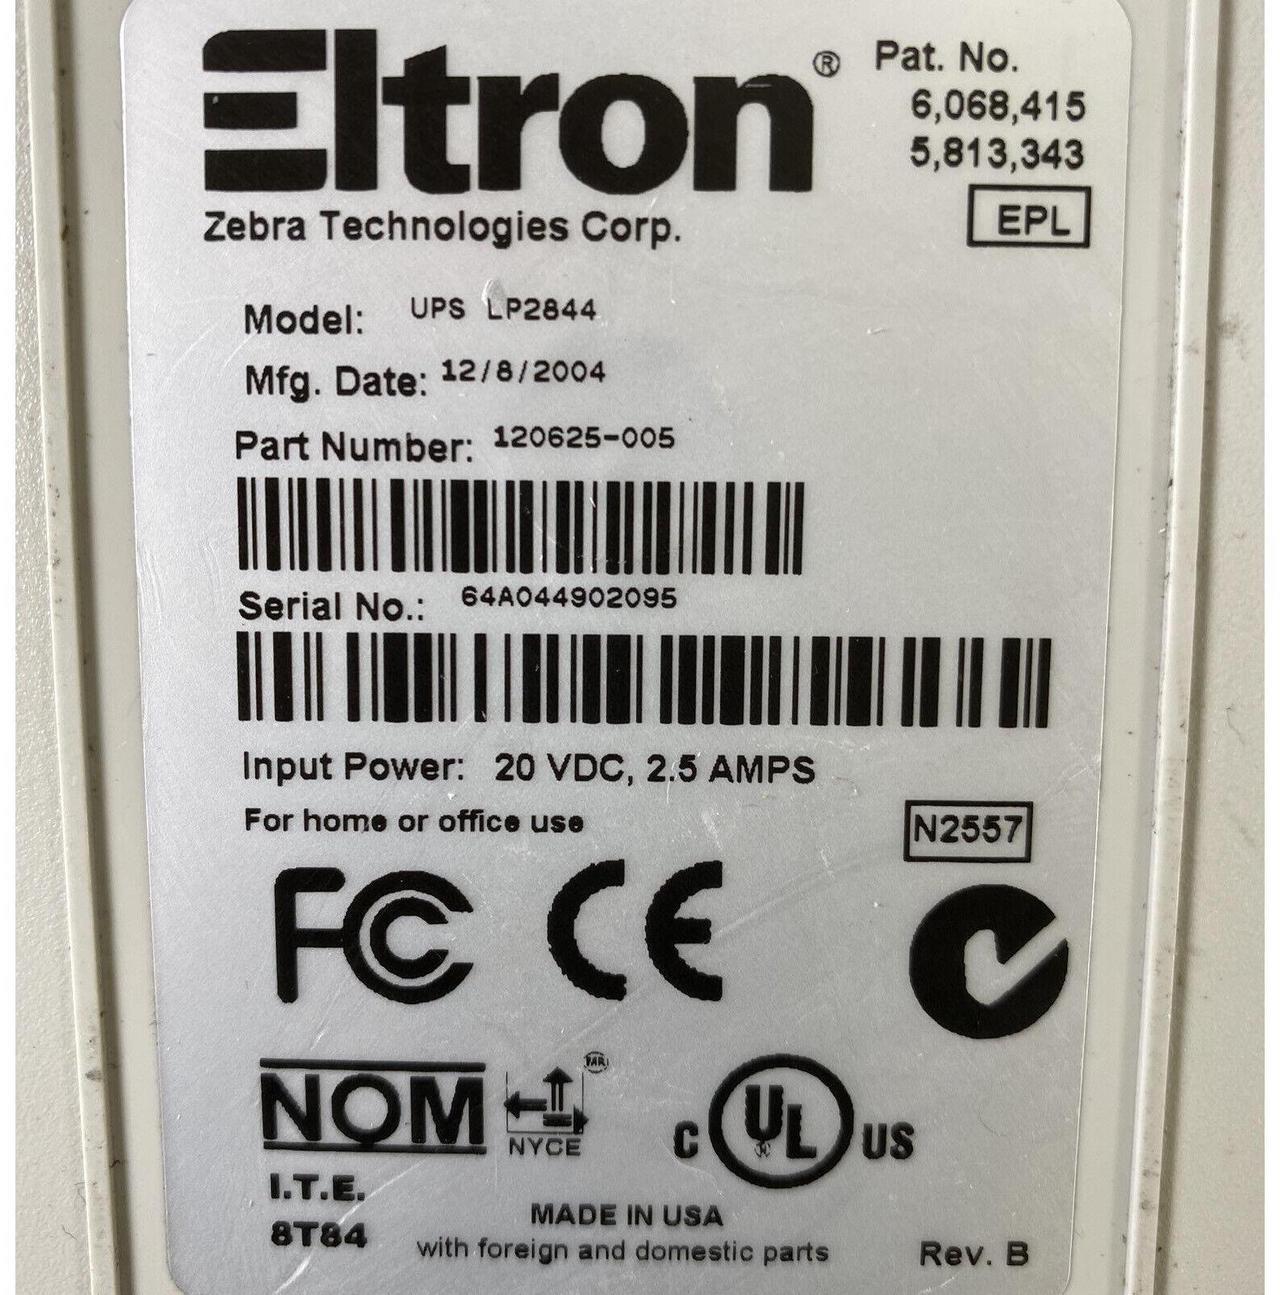 Eltron®
Pat. No.
6,068,415
5,813,343
Zebra Technologies Corp.
EPL
Model: UPS LP2844
Mfg. Date: 12/8/2004
Part Number: 120625-005
Serial No.: 64A044902095
Input Power: 20 VDC, 2.5 AMPS
For home or office use
N2557
FC CE
NOM
NYCE
C UL US
I.T.E.
8T84
MADE IN USA
with foreign and domestic parts
Rev. B